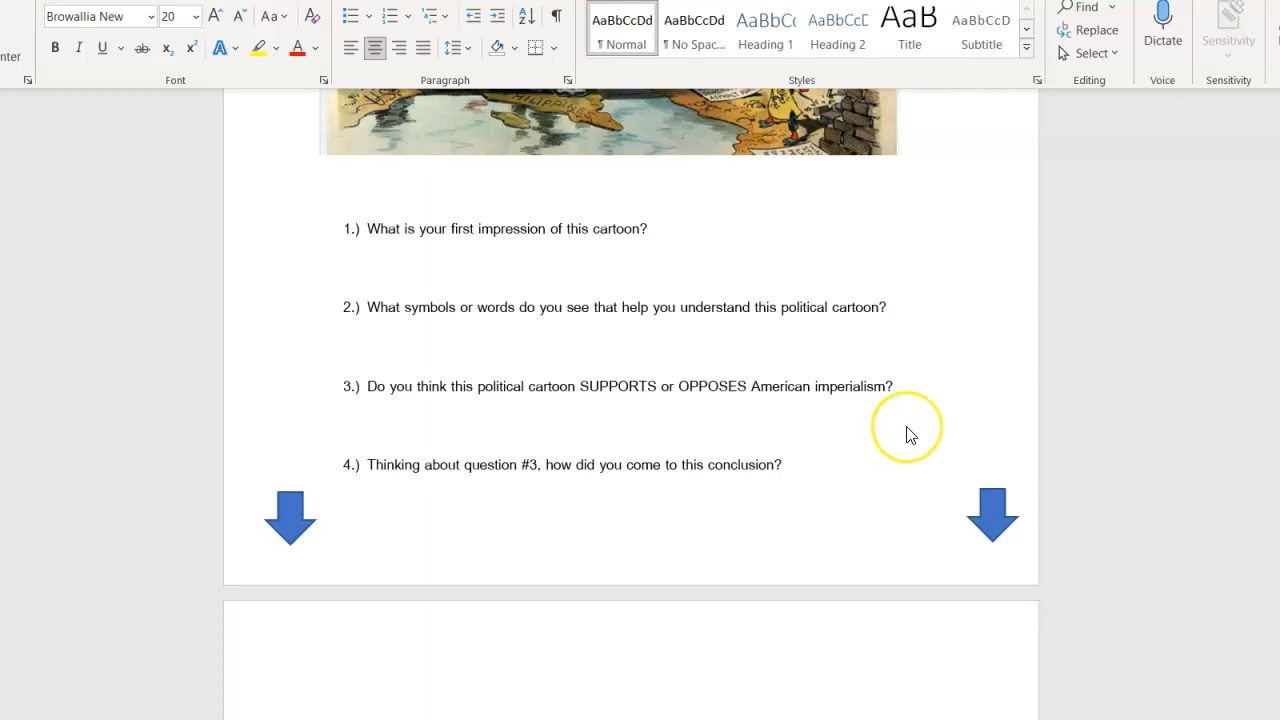 Browallia New 20 Aa
AaBbCcDd AaBbCcDd AaBbCc AaBbCcD AaB AaBbCcD
¶ Normal ¶ No Spac... Heading 1 Heading 2 Title Subtitle
Find
Replace
Select
Dictate
Sensitivity
nter
Font Paragraph Styles Editing Voice Sensitivity
PHILIPPINE
1.) What is your first impression of this cartoon?
2.) What symbols or words do you see that help you understand this political cartoon?
3.) Do you think this political cartoon SUPPORTS or OPPOSES American imperialism?
4.) Thinking about question #3, how did you come to this conclusion?